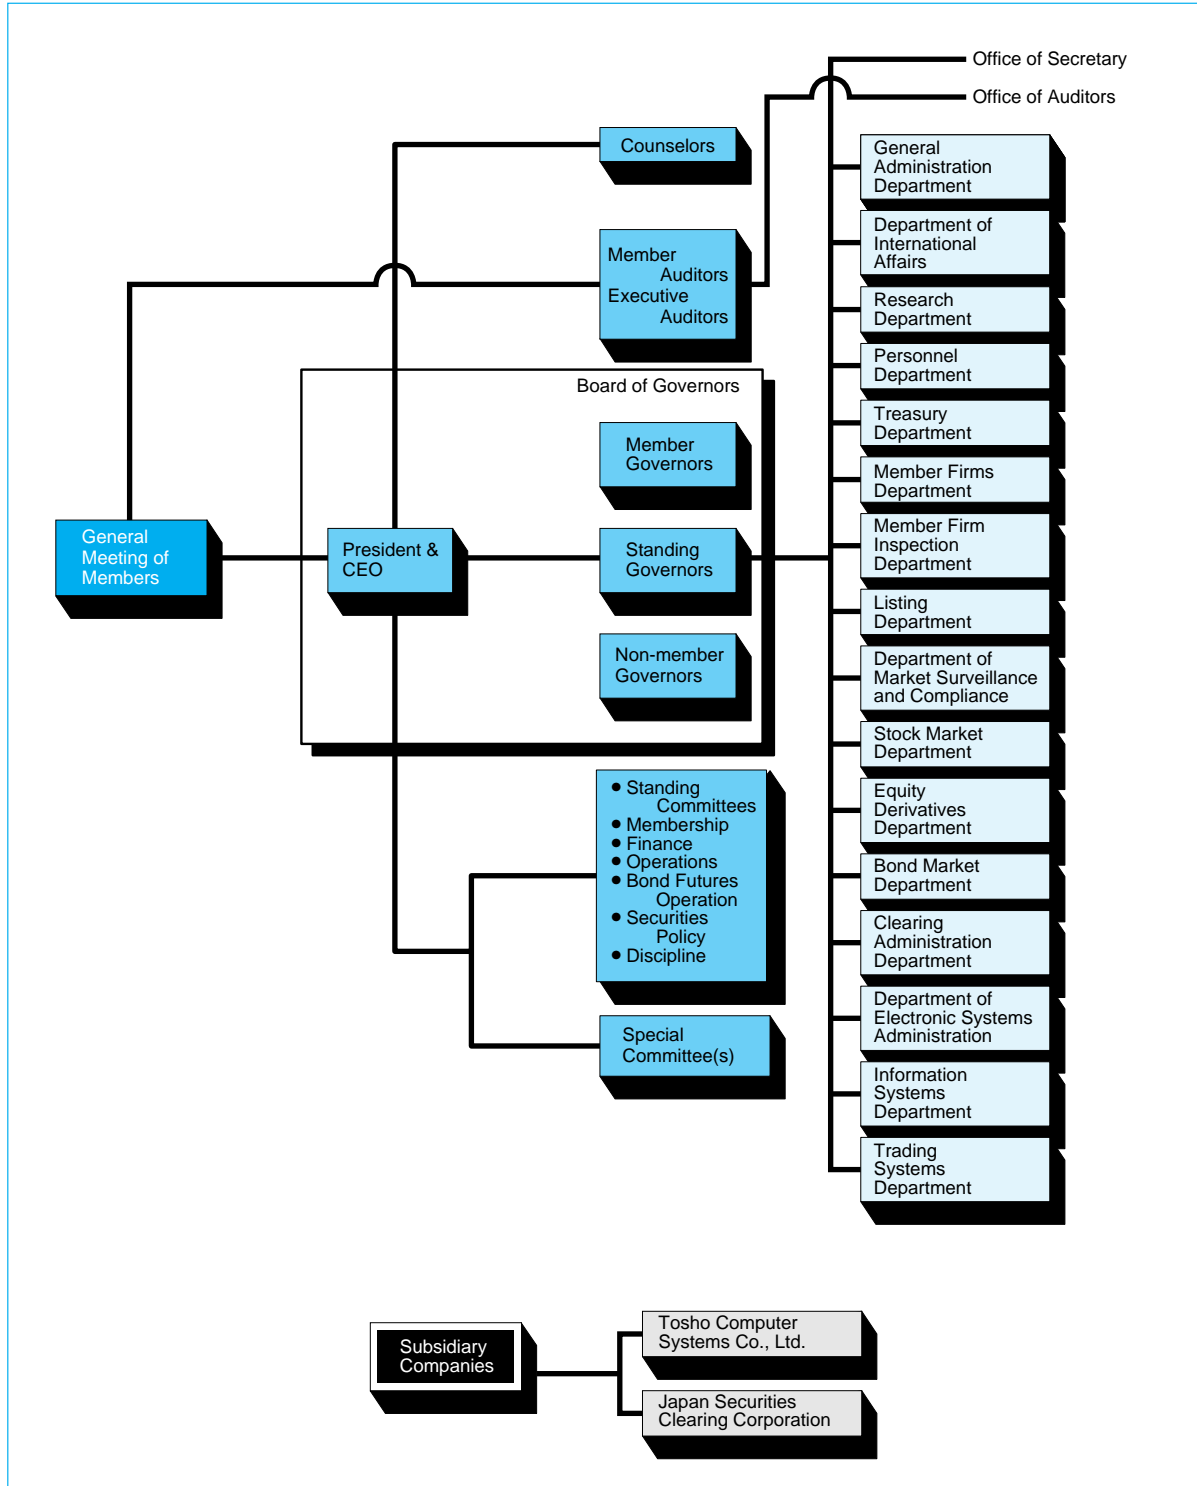 Office of Secretary
Office of Auditors
Counselors
Member
Auditors
Executive
Auditors
Board of Governors
Member
Governors
General
Meeting of
Members
President &
CEO
Standing
Governors
Non-member
Governors
● Standing
Committees
● Membership
● Finance
● Operations
● Bond Futures
Operation
● Securities
Policy
● Discipline
Special
Committee(s)
General
Administration
Department
Department of
International
Affairs
Research
Department
Personnel
Department
Treasury
Department
Member Firms
Department
Member Firm
Inspection
Department
Listing
Department
Department of
Market Surveillance
and Compliance
Stock Market
Department
Equity
Derivatives
Department
Bond Market
Department
Clearing
Administration
Department
Department of
Electronic Systems
Administration
Information
Systems
Department
Trading
Systems
Department
Subsidiary
Companies
Tosho Computer
Systems Co., Ltd.
Japan Securities
Clearing Corporation